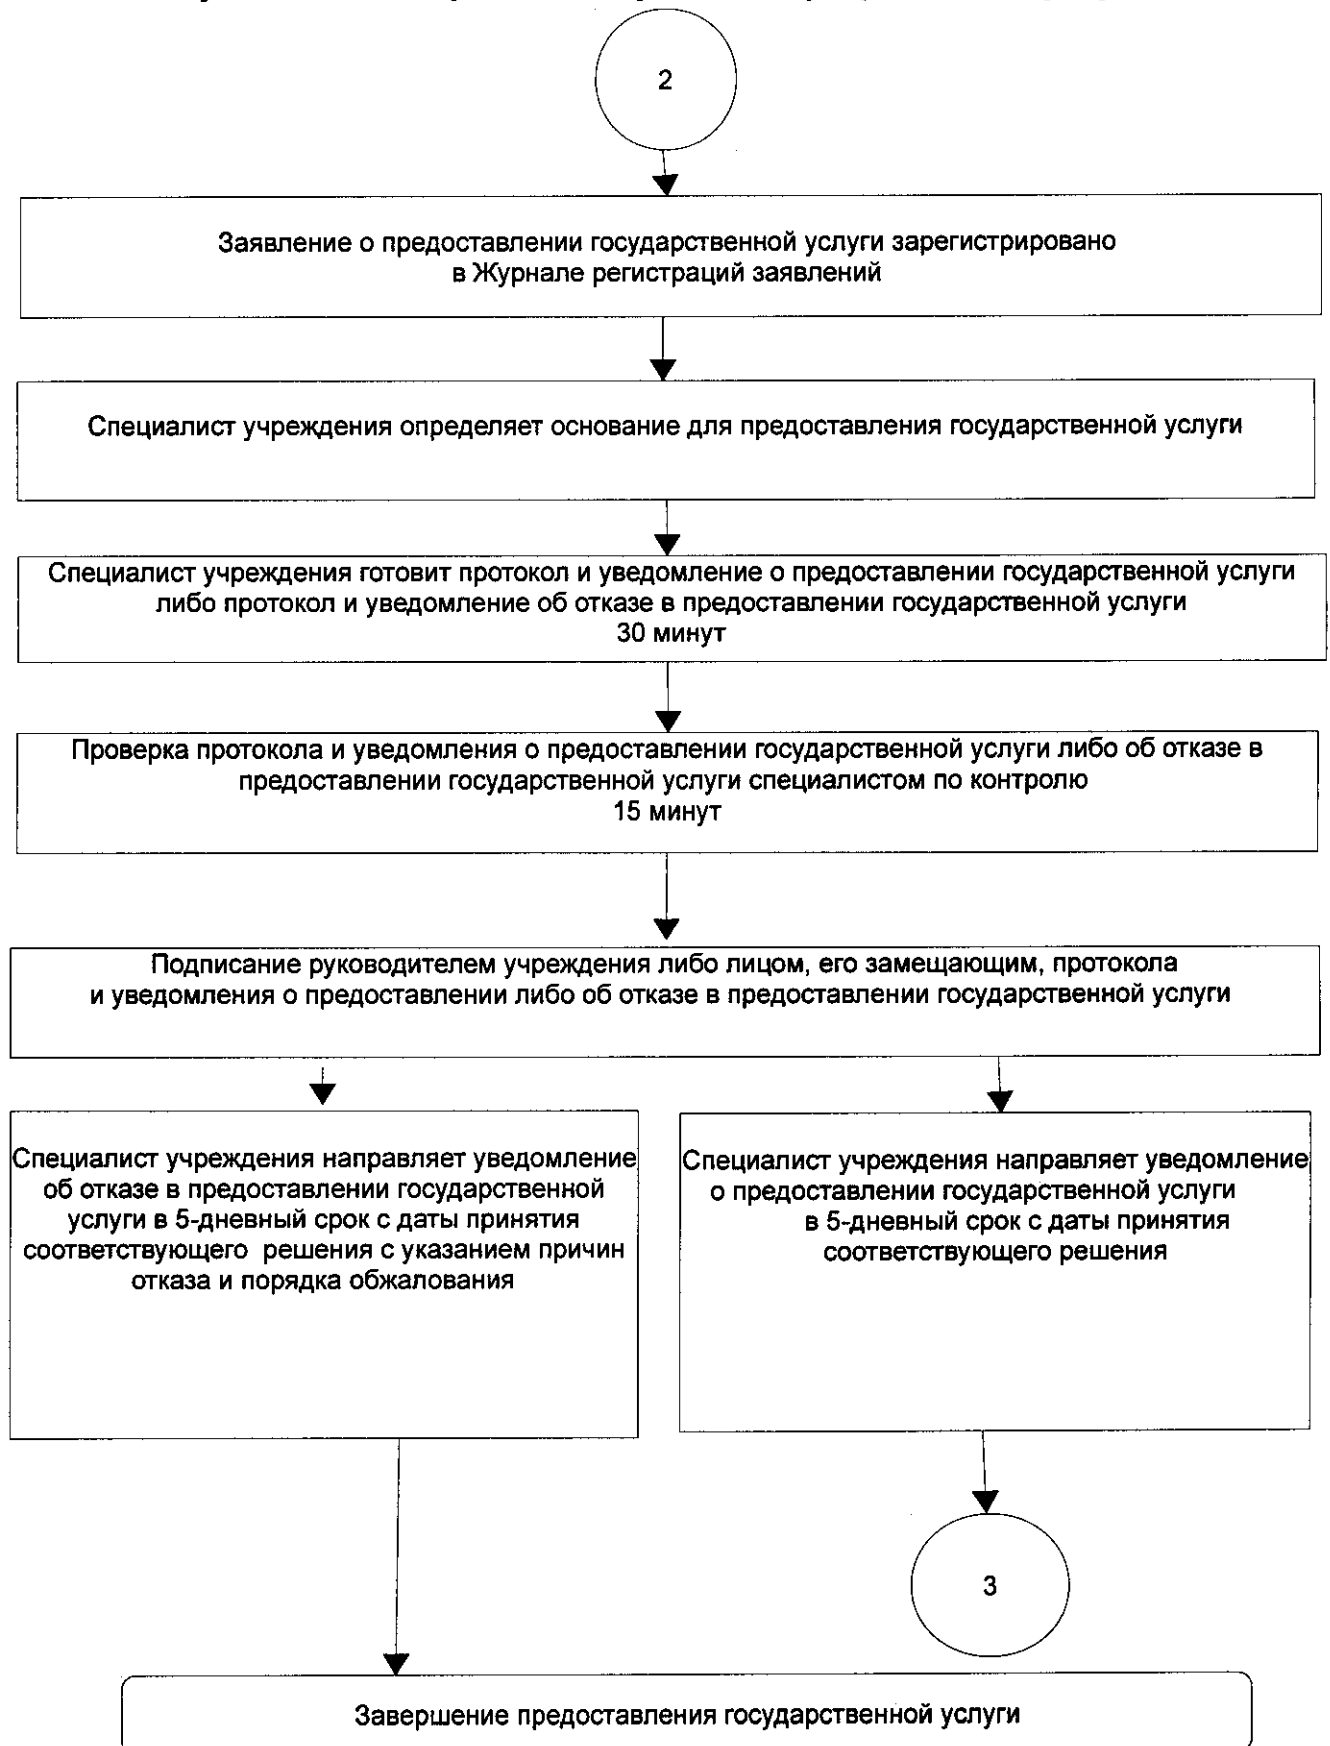 2
Заявление о предоставлении государственной услуги зарегистрировано
в Журнале регистраций заявлений
Специалист учреждения определяет основание для предоставления государственной услуги
Специалист учреждения готовит протокол и уведомление о предоставлении государственной услуги
либо протокол и уведомление об отказе в предоставлении государственной услуги
30 минут
Проверка протокола и уведомления о предоставлении государственной услуги либо об отказе в
предоставлении государственной услуги специалистом по контролю
15 минут
Подписание руководителем учреждения либо лицом, его замещающим, протокола
и уведомления о предоставлении либо об отказе в предоставлении государственной услуги
Специалист учреждения направляет уведомление
об отказе в предоставлении государственной
услуги в 5-дневный срок с даты принятия
соответствующего решения с указанием причин
отказа и порядка обжалования
Специалист учреждения направляет уведомление
о предоставлении государственной услуги
в 5-дневный срок с даты принятия
соответствующего решения
3
Завершение предоставления государственной услуги